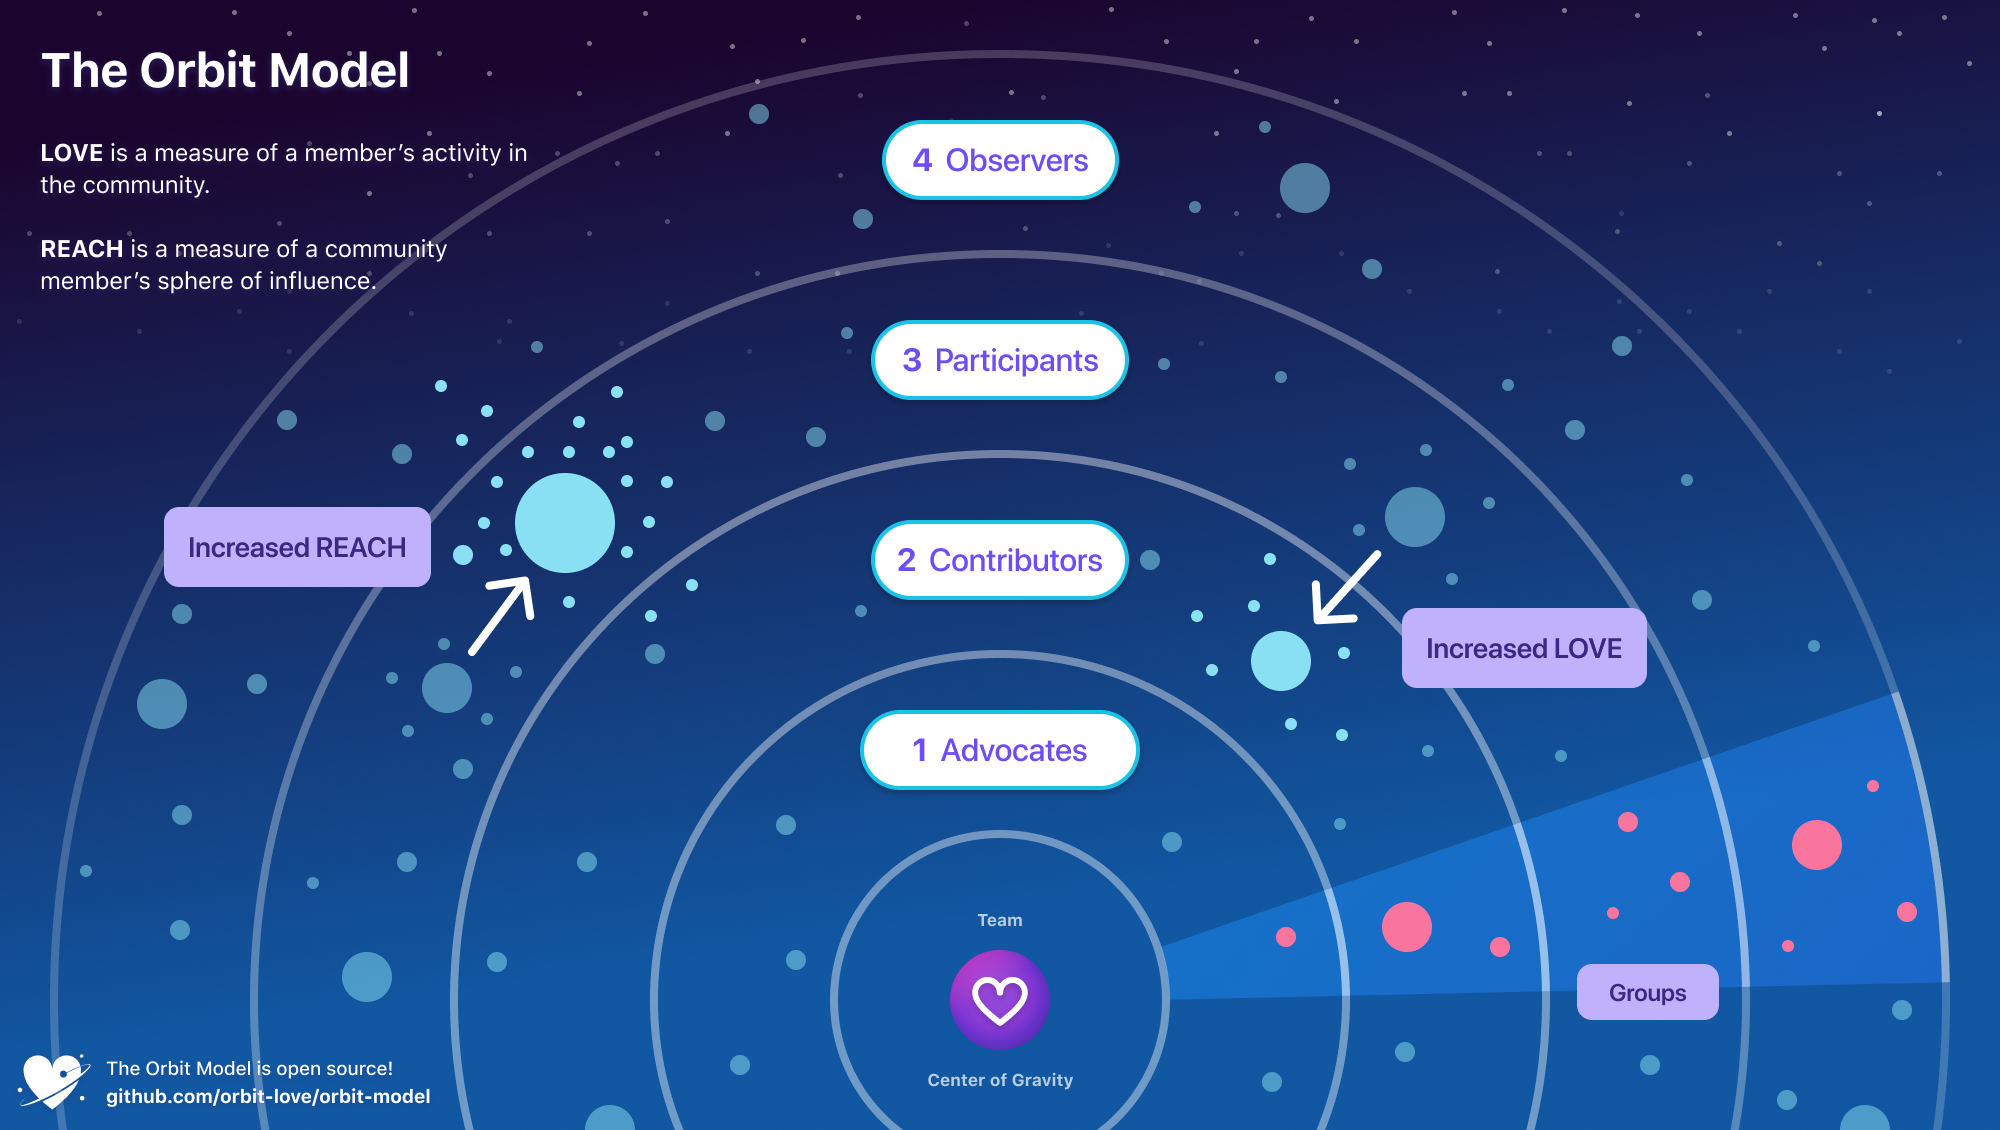 The Orbit Model
LOVE is a measure of a member’s activity in
the community.
REACH is a measure of a community
member’s sphere of influence.
4 Observers
3 Participants
2 Contributors
1 Advocates
Increased REACH
Increased LOVE
Team
Center of Gravity
Groups
The Orbit Model is open source!
github.com/orbit-love/orbit-model